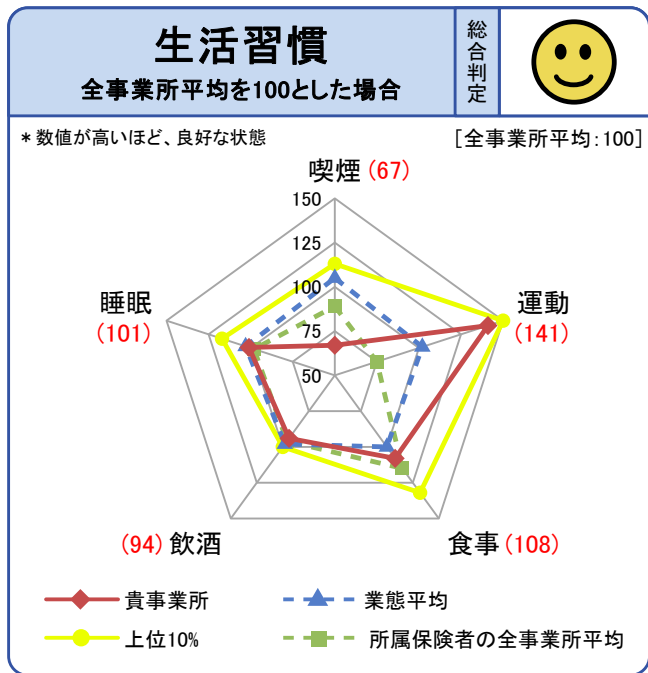 生活習慣
全事業所平均を100とした場合
総合判定
*数値が高いほど、良好な状態
[全事業所平均:100]
喫煙(67)
150
125
100
75
50
睡眠
(101)
運動
(141)
(94)飲酒
食事(108)
貴事業所
業態平均
上位10%
所属保険者の全事業所平均